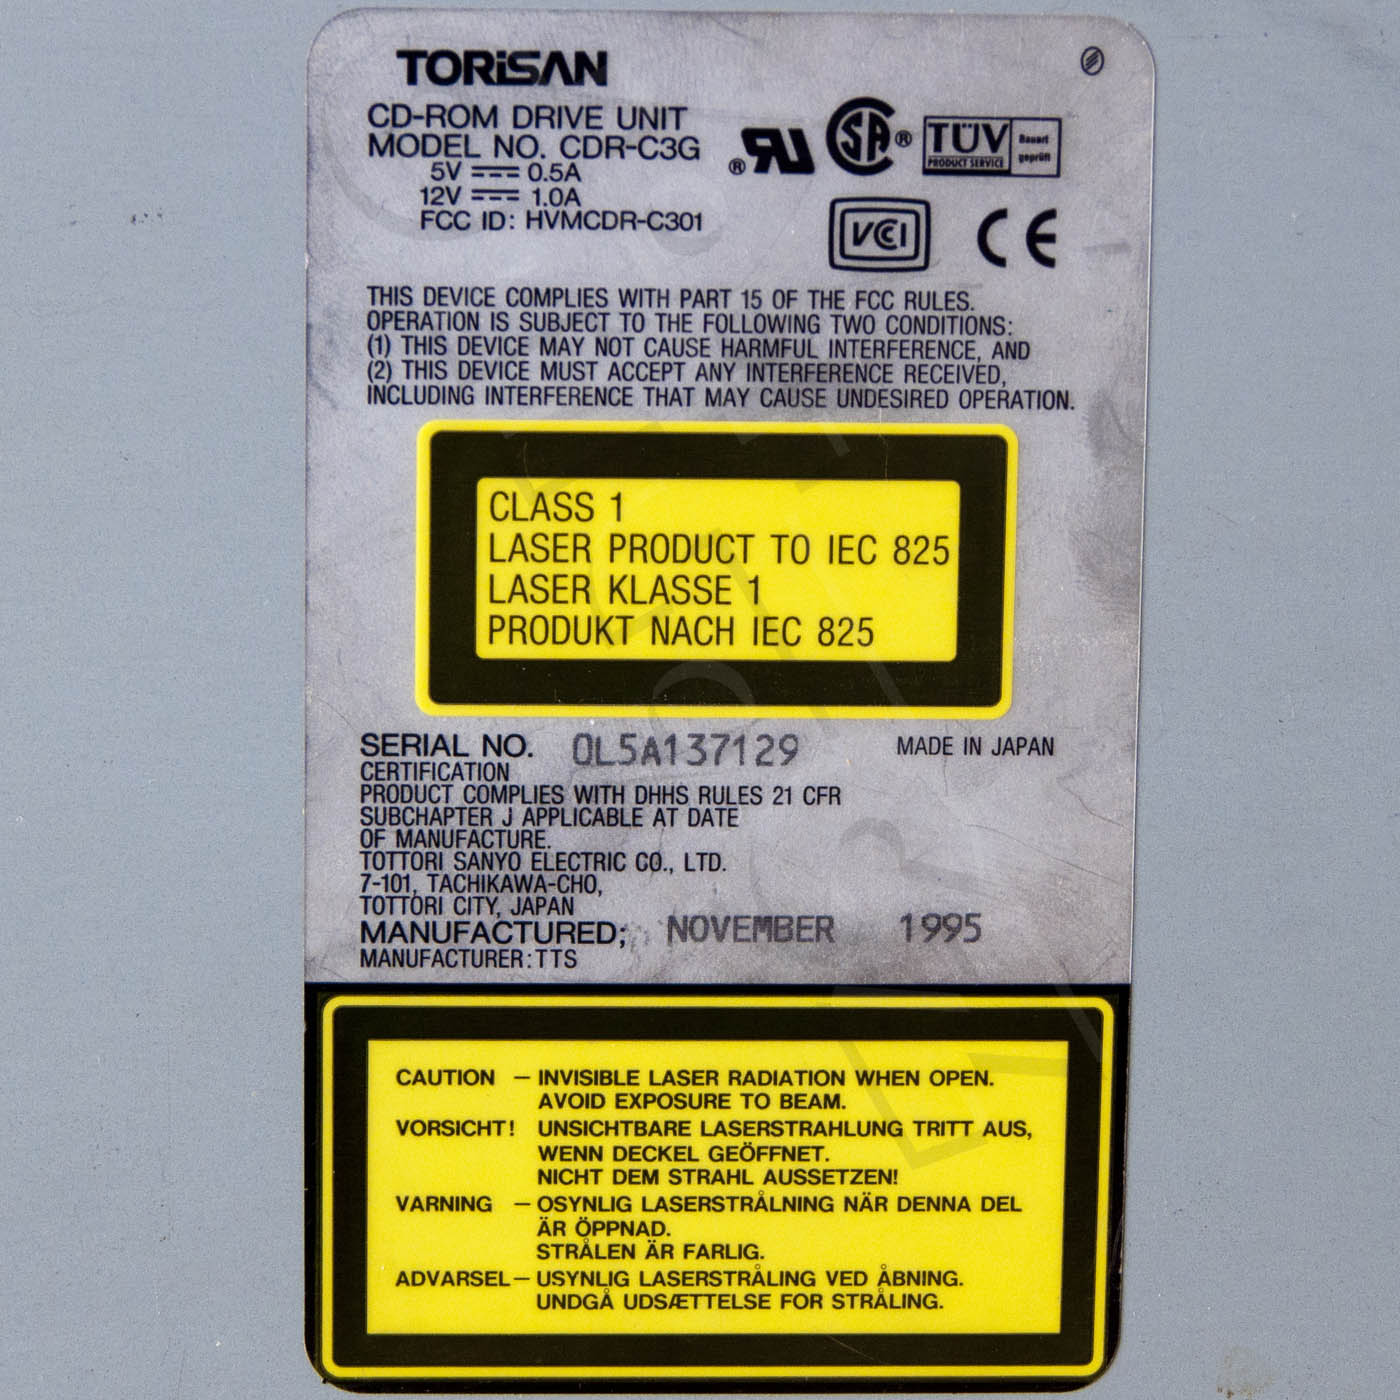 TORiSAN
CD-ROM DRIVE UNIT
MODEL NO. CDR-C3G
5V 0.5A
12V 1.0A
FCC ID: HVMCDR-C301
® UR
SA ®
TÜV
PRODUCT SERVICE
Bauart
geprüft
VCCI
CE
THIS DEVICE COMPLIES WITH PART 15 OF THE FCC RULES.
OPERATION IS SUBJECT TO THE FOLLOWING TWO CONDITIONS:
(1) THIS DEVICE MAY NOT CAUSE HARMFUL INTERFERENCE, AND
(2) THIS DEVICE MUST ACCEPT ANY INTERFERENCE RECEIVED,
INCLUDING INTERFERENCE THAT MAY CAUSE UNDESIRED OPERATION.
CLASS 1
LASER PRODUCT TO IEC 825
LASER KLASSE 1
PRODUKT NACH IEC 825
SERIAL NO. 0L5A137129 MADE IN JAPAN
CERTIFICATION
PRODUCT COMPLIES WITH DHHS RULES 21 CFR
SUBCHAPTER J APPLICABLE AT DATE
OF MANUFACTURE.
TOTTORI SANYO ELECTRIC CO., LTD.
7-101, TACHIKAWA-CHO,
TOTTORI CITY, JAPAN
MANUFACTURED; NOVEMBER 1995
MANUFACTURER:TTS
CAUTION – INVISIBLE LASER RADIATION WHEN OPEN.
AVOID EXPOSURE TO BEAM.
VORSICHT! UNSICHTBARE LASERSTRAHLUNG TRITT AUS,
WENN DECKEL GEÖFFNET.
NICHT DEM STRAHL AUSSETZEN!
VARNING – OSYNLIG LASERSTRÅLNING NÄR DENNA DEL
ÄR ÖPPNAD.
STRÅLEN ÄR FARLIG.
ADVARSEL – USYNLIG LASERSTRÅLING VED ÅBNING.
UNDGÅ UDSÆTTELSE FOR STRÅLING.